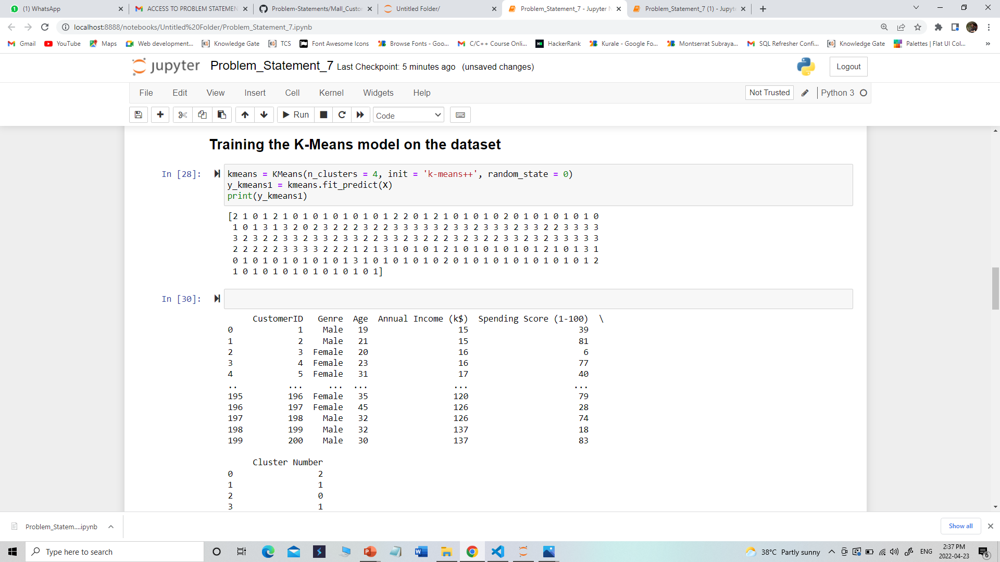 (1) WhatsApp
ACCESS TO PROBLEM STATEMEN
Problem-Statements/Mall_Custo
Untitled Folder/
Problem_Statement_7 - Jupyter N
Problem_Statement_7 (1) - Jupyte
localhost:8888/notebooks/Untitled%20Folder/Problem_Statement_7.ipynb
Gmail
YouTube
Maps
Web development...
Knowledge Gate
TCS
Font Awesome Icons
Browse Fonts - Goo...
C/C++ Course Onli...
HackerRank
Kurale - Google Fo...
Montserrat Subraya...
SQL Refresher Confi...
Knowledge Gate
Palettes | Flat UI Col...
»
jupyter Problem_Statement_7 Last Checkpoint: 5 minutes ago (unsaved changes)
Logout
File Edit View Insert Cell Kernel Widgets Help
Not Trusted
Python 3
Run
Code
Training the K-Means model on the dataset
In [28]:
kmeans = KMeans(n_clusters = 4, init = 'k-means++', random_state = 0)
y_kmeans1 = kmeans.fit_predict(X)
print(y_kmeans1)
[2 1 0 1 2 1 0 1 0 1 0 1 0 1 0 1 2 2 0 1 2 1 0 1 0 1 0 2 0 1 0 1 0 1 0 1 0
1 0 1 3 1 3 2 0 2 3 2 2 2 3 2 2 3 3 3 3 3 2 3 3 2 3 3 3 2 3 3 2 2 3 3 3 3
3 2 3 2 2 3 3 2 3 3 2 3 3 2 2 3 3 2 3 2 2 2 3 2 3 2 2 3 3 2 3 2 3 3 3 3 3
2 2 2 2 2 3 3 3 3 2 2 2 1 2 1 3 1 0 1 0 1 2 1 0 1 0 1 0 1 0 1 2 1 0 1 3 1
0 1 0 1 0 1 0 1 0 1 0 1 3 1 0 1 0 1 0 1 0 2 0 1 0 1 0 1 0 1 0 1 0 1 0 1 2
1 0 1 0 1 0 1 0 1 0 1 0 1 0 1]
In [30]:
CustomerID Genre Age Annual Income (k$) Spending Score (1-100) \
0 1 Male 19 15 39
1 2 Male 21 15 81
2 3 Female 20 16 6
3 4 Female 23 16 77
4 5 Female 31 17 40
.. ... ... ... ... ...
195 196 Female 35 120 79
196 197 Female 45 126 28
197 198 Male 32 126 74
198 199 Male 32 137 18
199 200 Male 30 137 83
Cluster Number
0 2
1 1
2 0
3 1
Problem_Statem....ipynb
Show all
Type here to search
38°C Partly sunny
ENG
2:37 PM
2022-04-23
6